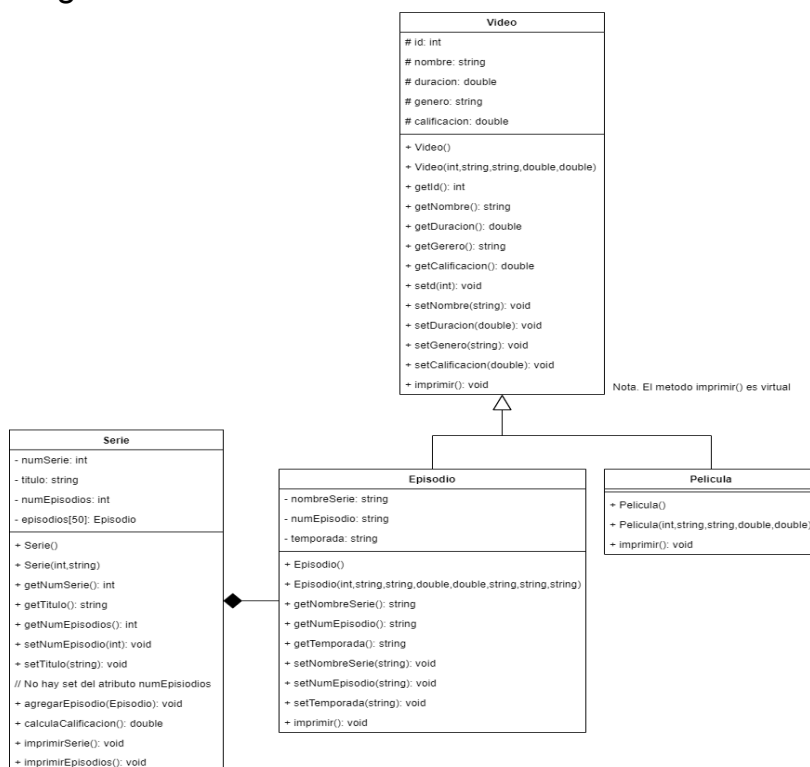 Video
# id: int
# nombre: string
# duracion: double
# genero: string
# calificacion: double
+ Video()
+ Video(int,string,string,double,double)
+ getId(): int
+ getNombre(): string
+ getDuracion(): double
+ getGerero(): string
+ getCalificacion(): double
+ setd(int): void
+ setNombre(string): void
+ setDuracion(double): void
+ setGenero(string): void
+ setCalificacion(double): void
+ imprimir(): void
Nota. El metodo imprimir() es virtual
Serie
- numSerie: int
- titulo: string
- numEpisodios: int
- episodios[50]: Episodio
+ Serie()
+ Serie(int,string)
+ getNumSerie(): int
+ getTitulo(): string
+ getNumEpisodios(): int
+ setNumEpisodio(int): void
+ setTitulo(string): void
// No hay set del atributo numEpisiodios
+ agregarEpisodio(Episodio): void
+ calculaCalificacion(): double
+ imprimirSerie(): void
+ imprimirEpisodios(): void
Episodio
- nombreSerie: string
- numEpisodio: string
- temporada: string
+ Episodio()
+ Episodio(int,string,string,double,double,string,string,string)
+ getNombreSerie(): string
+ getNumEpisodio(): string
+ getTemporada(): string
+ setNombreSerie(string): void
+ setNumEpisodio(string): void
+ setTemporada(string): void
+ imprimir(): void
Pelicula
+ Pelicula()
+ Pelicula(int,string,string,double,double)
+ imprimir(): void